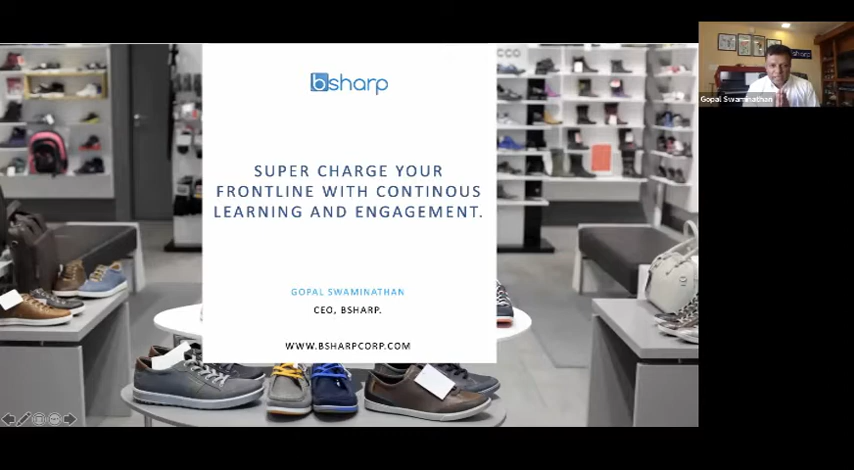 bsharp
SUPER CHARGE YOUR
FRONTLINE WITH CONTINOUS
LEARNING AND ENGAGEMENT.
GOPAL SWAMINATHAN
CEO, BSHARP.
WWW.BSHARPCORP.COM
bsharp
Gopal Swaminathan